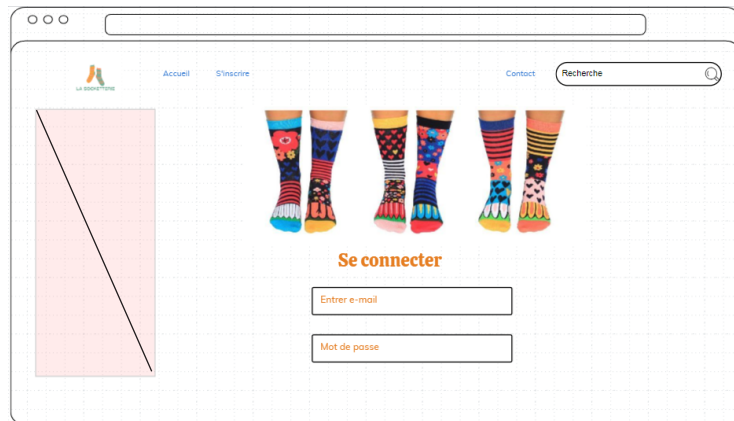 LA SOCKETTERIE
Accueil
S'inscrire
Contact
Recherche
Se connecter
Entrer e-mail
Mot de passe